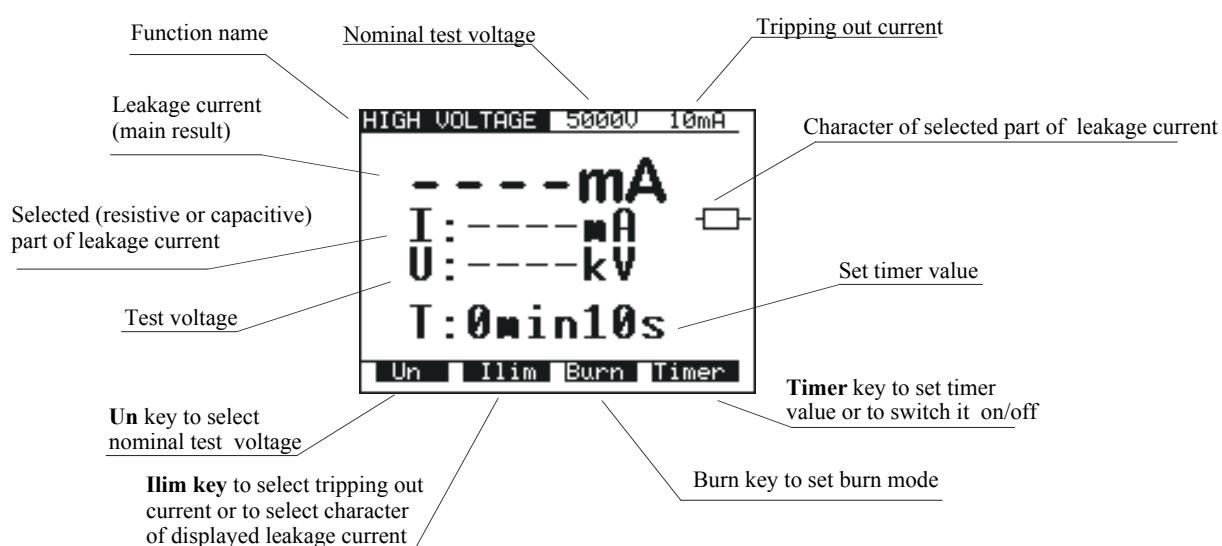 Function name
Nominal test voltage
Tripping out current
Leakage current
(main result)
HIGH VOLTAGE 5000V 10mA
Character of selected part of leakage current
----mA
Selected (resistive or capacitive)
part of leakage current
I:----mA
U:----kV
Set timer value
Test voltage
T:0min10s
Un Ilim Burn Timer
Un key to select
nominal test voltage
Timer key to set timer
value or to switch it on/off
Ilim key to select tripping out
current or to select character
of displayed leakage current
Burn key to set burn mode